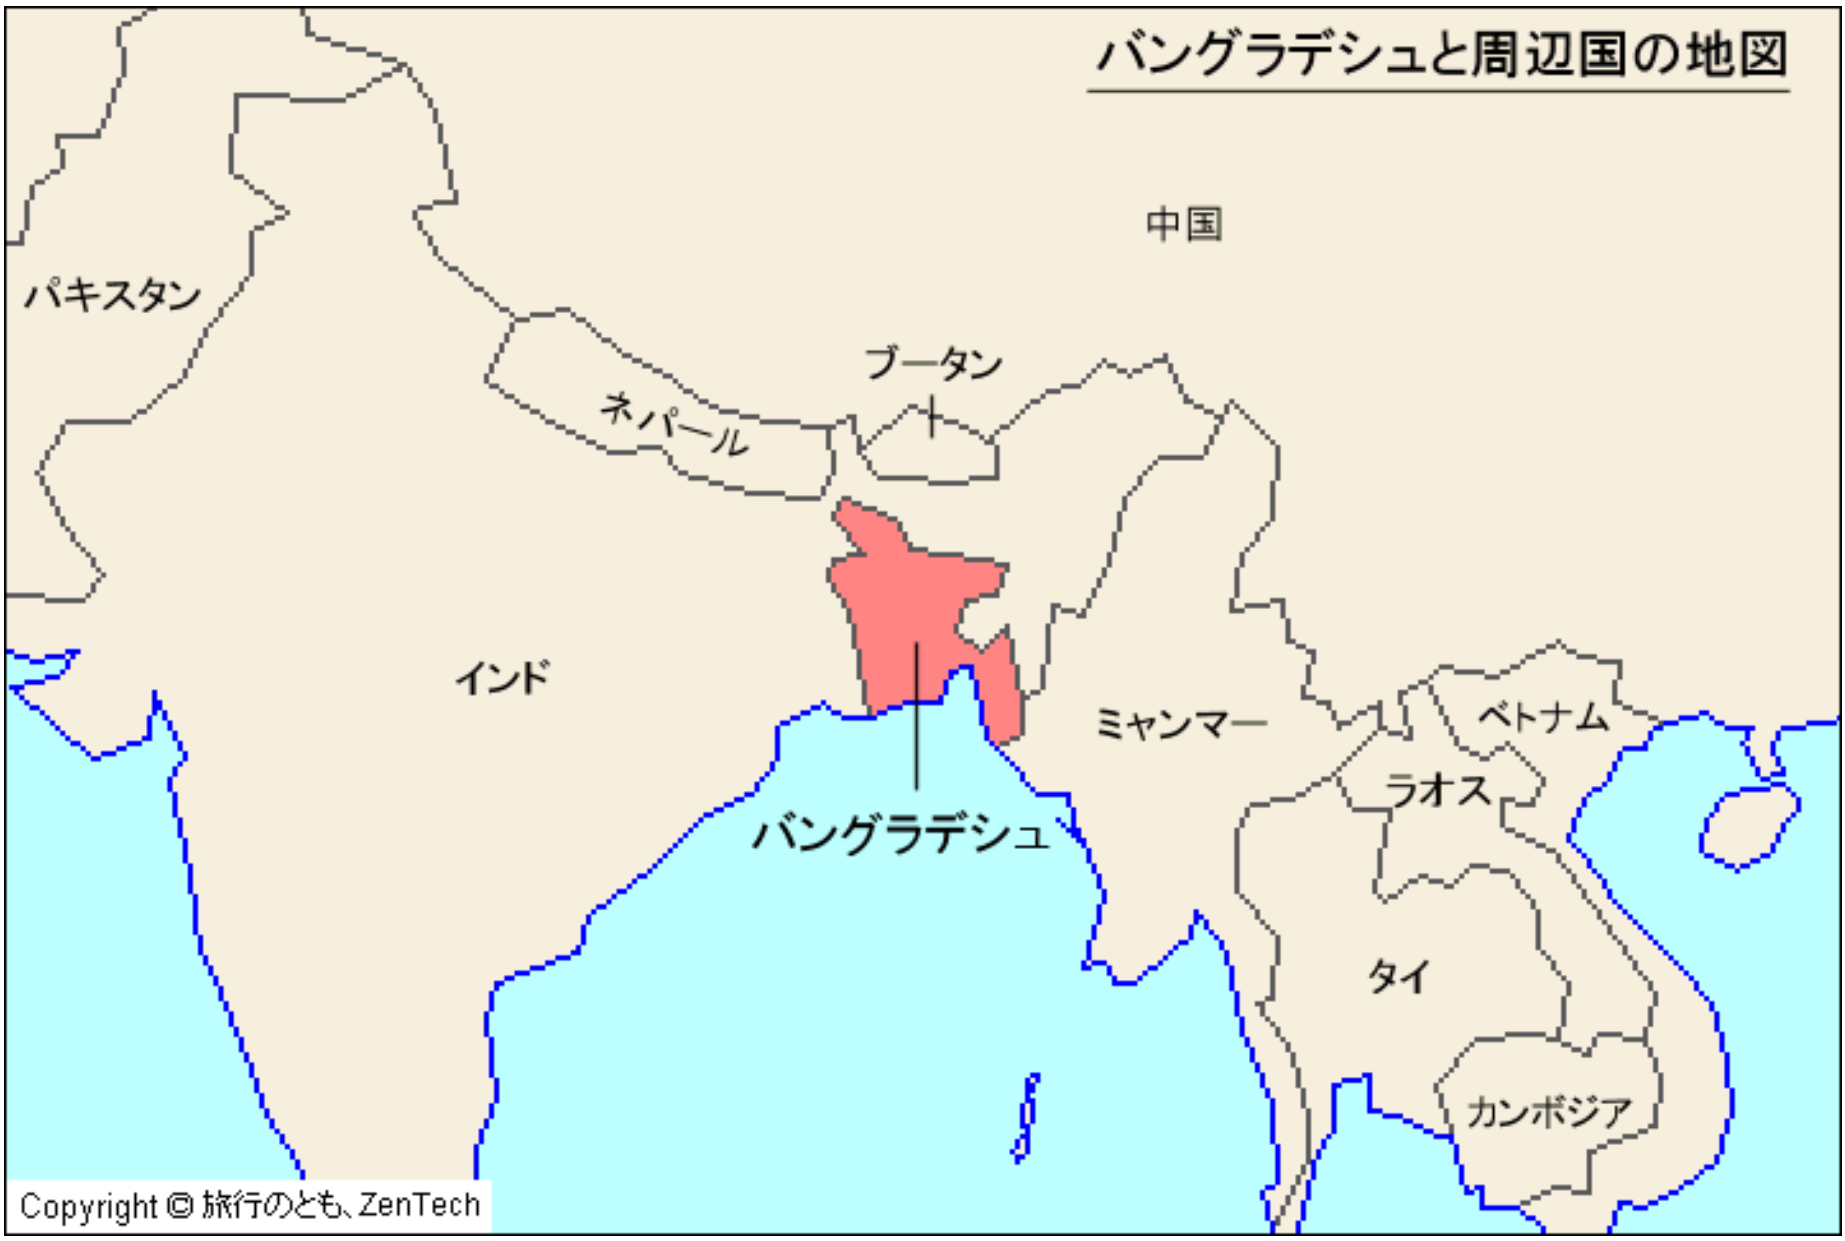 バングラデシュと周辺国の地図
中国
パキスタン
ブータン
ネパール
インド
ミャンマー
ベトナム
ラオス
バングラデシュ
タイ
カンボジア
Copyright © 旅行のとも、ZenTech